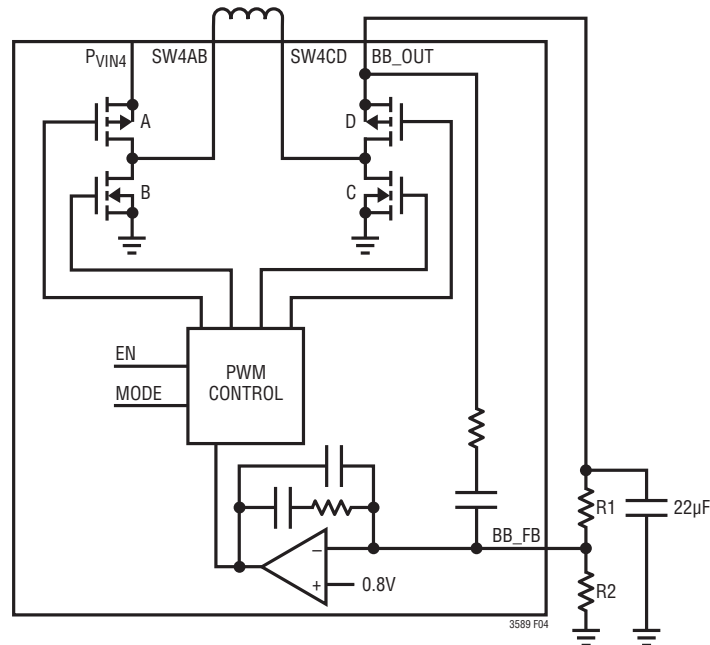 PVIN4
SW4AB
SW4CD
BB_OUT
A
D
B
C
EN
MODE
PWM
CONTROL
R1
22µF
BB_FB
–
+
0.8V
R2
3589 F04